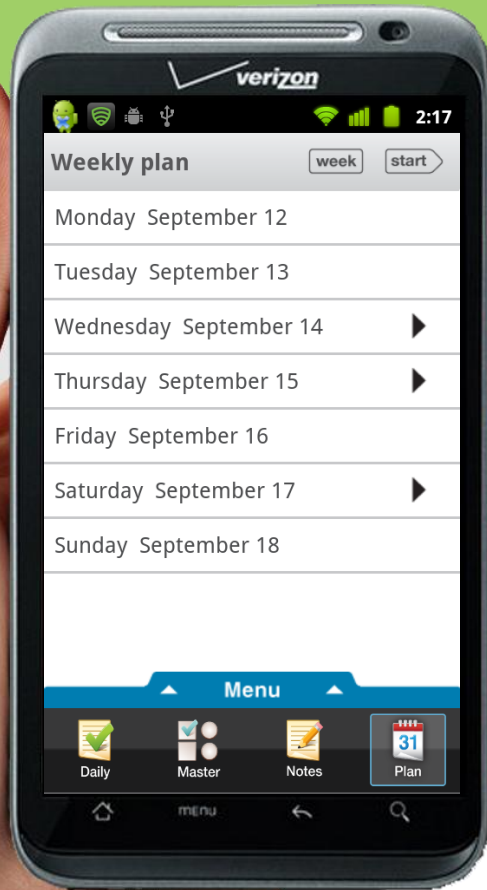 verizon
2:17
Weekly plan week start
Monday September 12
Tuesday September 13
Wednesday September 14
Thursday September 15
Friday September 16
Saturday September 17
Sunday September 18
Menu
31
Daily Master Notes Plan
menu